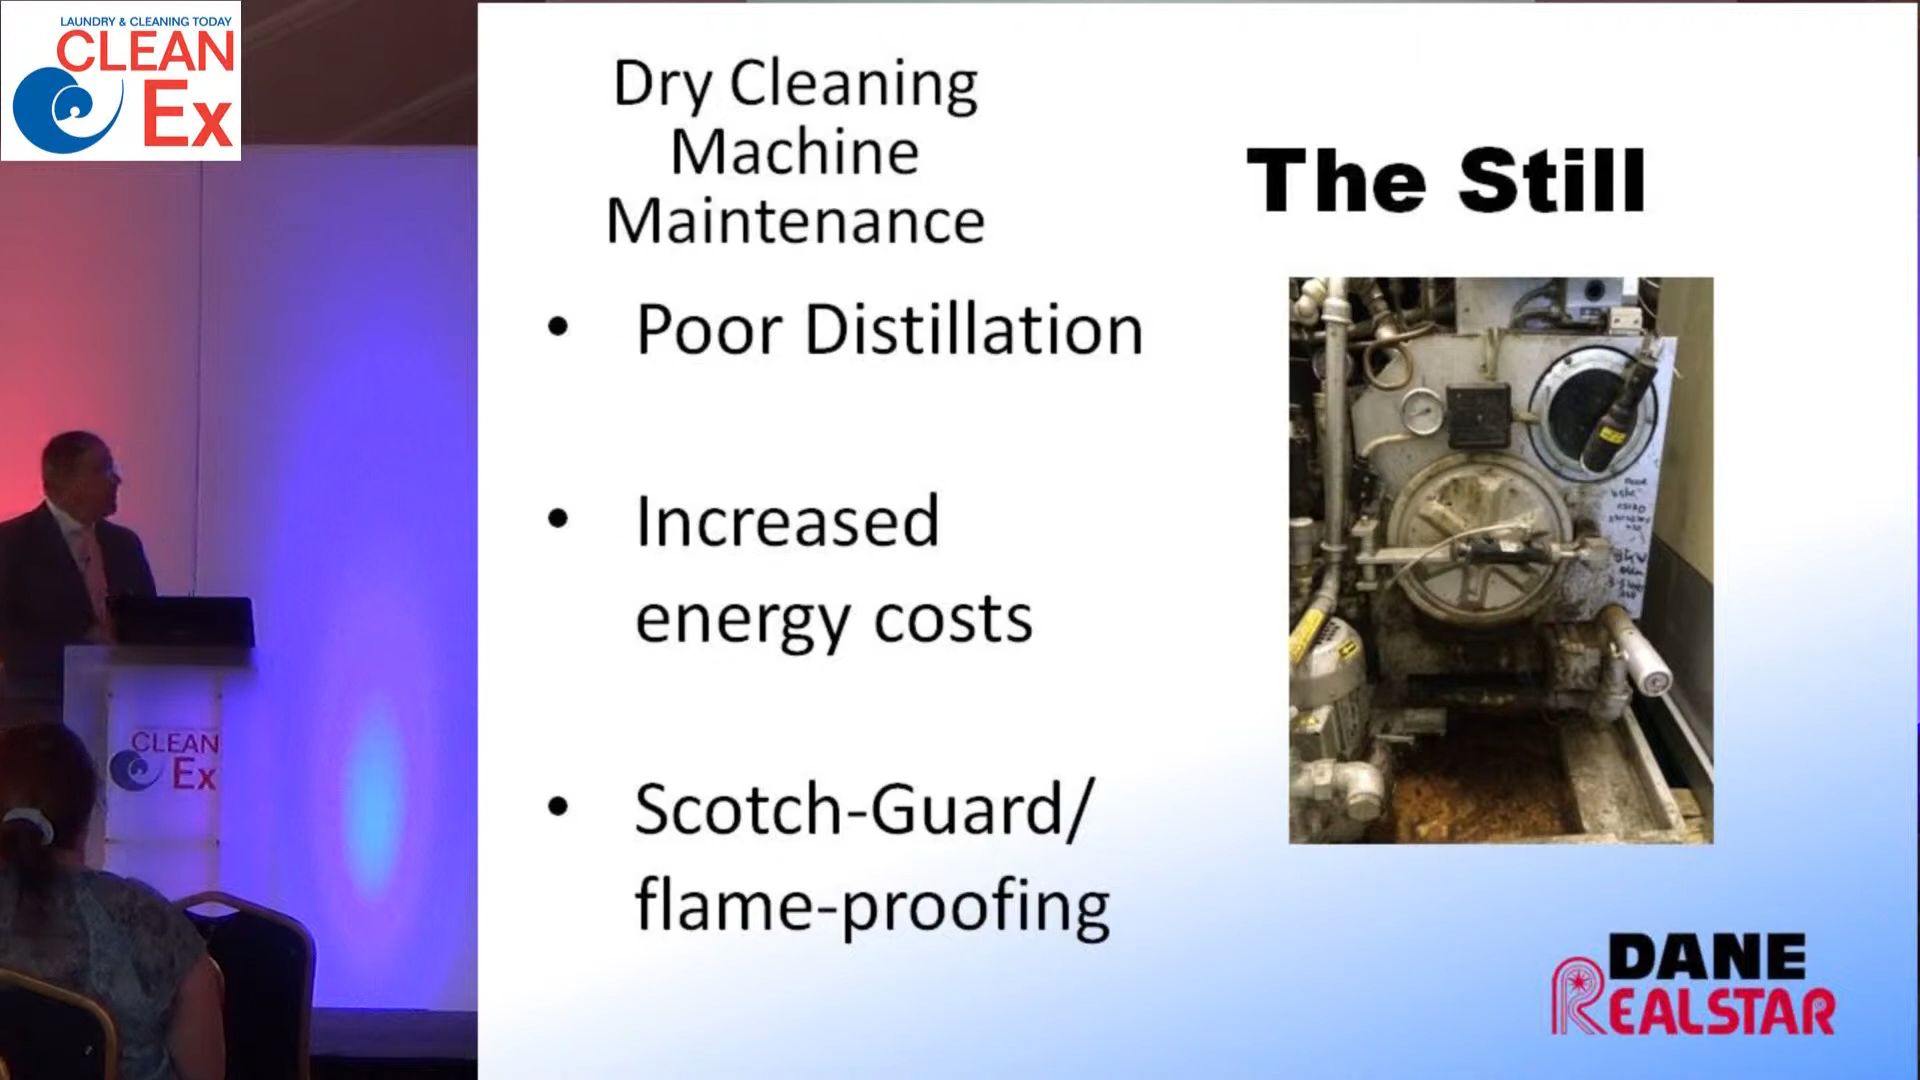 LAUNDRY & CLEANING TODAY
CLEAN
Ex
Dry Cleaning
Machine
Maintenance
The Still
• Poor Distillation
• Increased
energy costs
• Scotch-Guard/
flame-proofing
CLEAN
Ex
DANE
REALSTAR